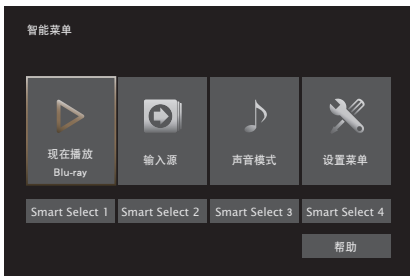 智能菜单
现在播放
Blu-ray
输入源
声音模式
设置菜单
Smart Select 1
Smart Select 2
Smart Select 3
Smart Select 4
帮助